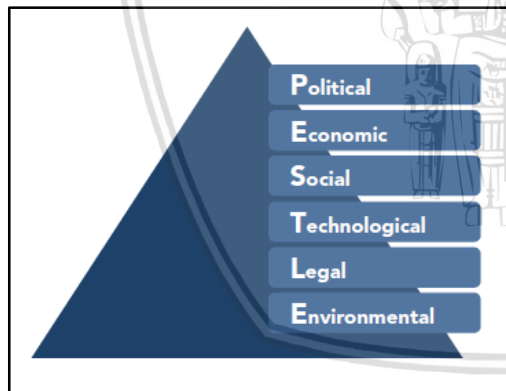 Political
Economic
Social
Technological
Legal
Environmental